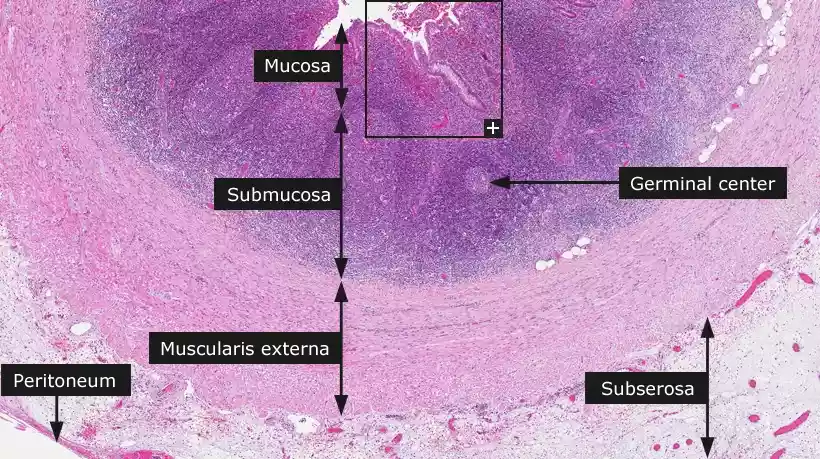 Mucosa
Germinal center
Submucosa
Muscularis externa
Peritoneum
Subserosa